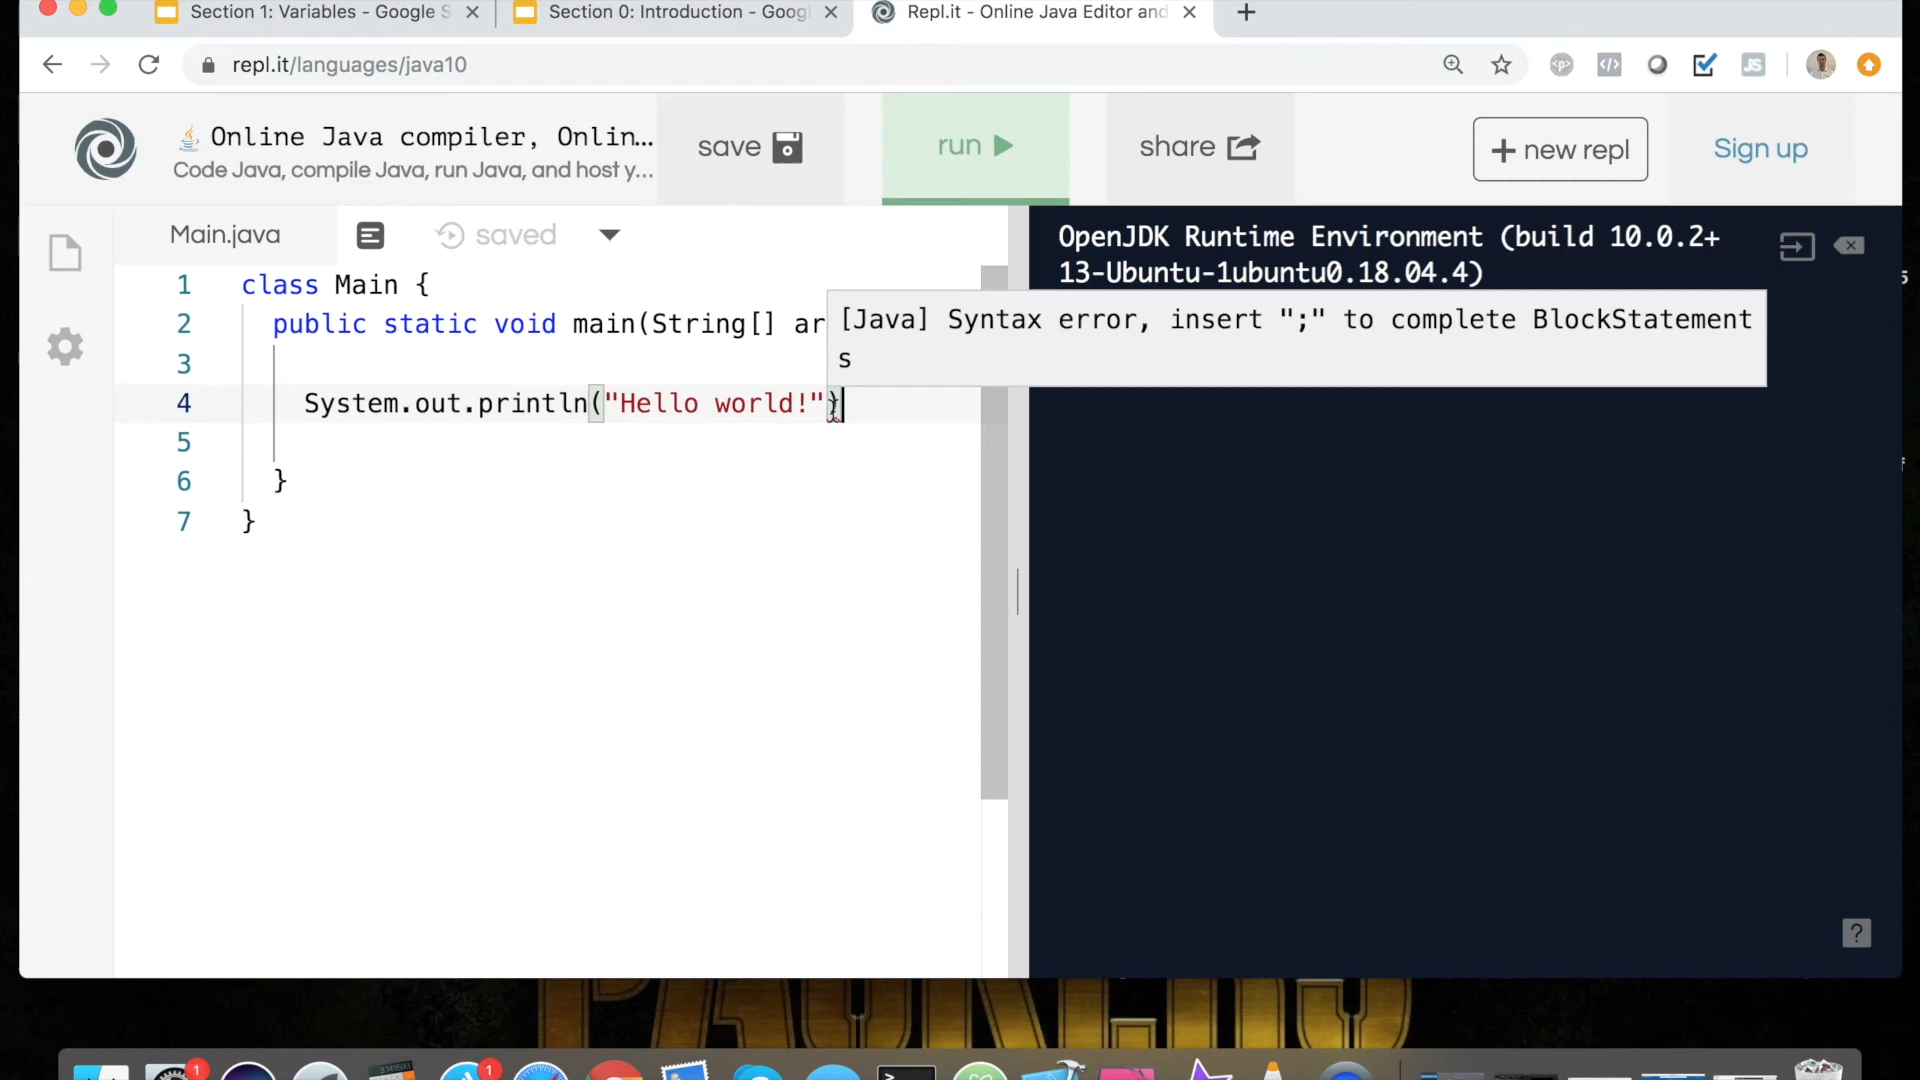 Section 1: Variables - Google S
Section 0: Introduction - Googl
Repl.it - Online Java Editor and
repl.it/languages/java10
Online Java compiler, Onlin...
Code Java, compile Java, run Java, and host y...
save
run
share
+ new repl
Sign up
Main.java
saved
OpenJDK Runtime Environment (build 10.0.2+
13-Ubuntu-1ubuntu0.18.04.4)
1 class Main {
2 public static void main(String[] ar
[Java] Syntax error, insert ";" to complete BlockStatement
s
3
4 System.out.println("Hello world!")
5
6 }
7 }
?
1
1